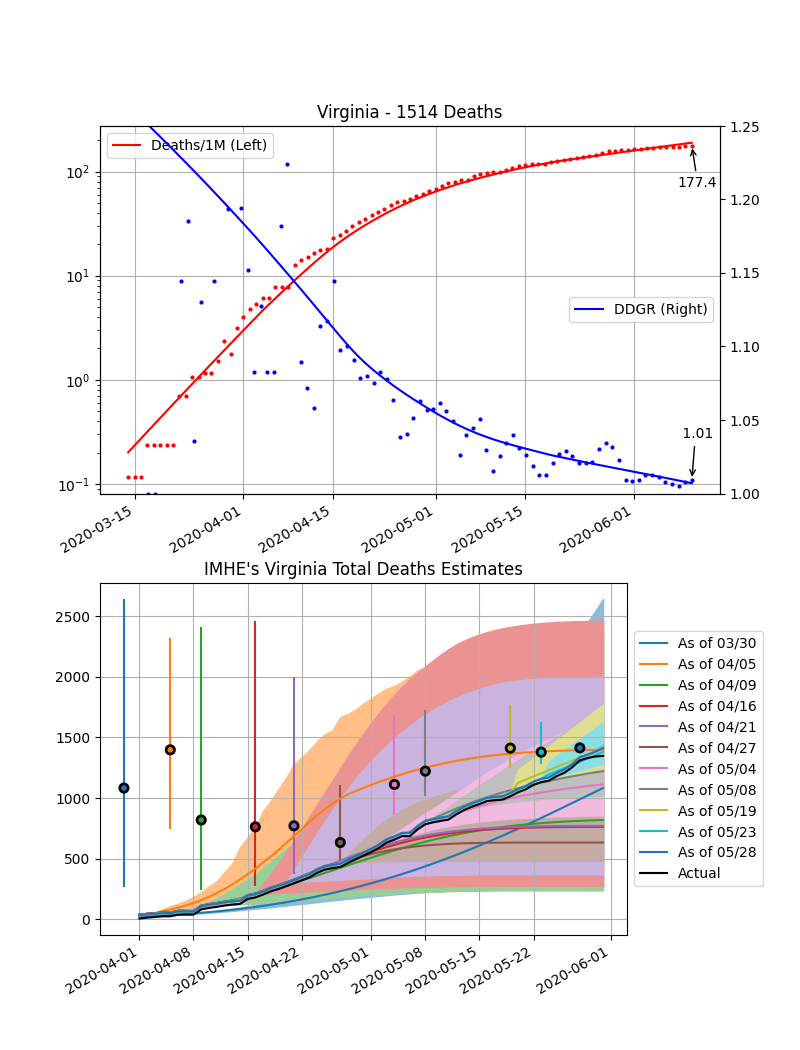 Virginia - 1514 Deaths
Deaths/1M (Left)
DDGR (Right)
177.4
1.01
10²
10¹
10⁰
10⁻¹
1.25
1.20
1.15
1.10
1.05
1.00
2020-03-15
2020-04-01
2020-04-15
2020-05-01
2020-05-15
2020-06-01
IMHE's Virginia Total Deaths Estimates
2500
2000
1500
1000
500
0
2020-04-01
2020-04-08
2020-04-15
2020-04-22
2020-05-01
2020-05-08
2020-05-15
2020-05-22
2020-06-01
As of 03/30
As of 04/05
As of 04/09
As of 04/16
As of 04/21
As of 04/27
As of 05/04
As of 05/08
As of 05/19
As of 05/23
As of 05/28
Actual